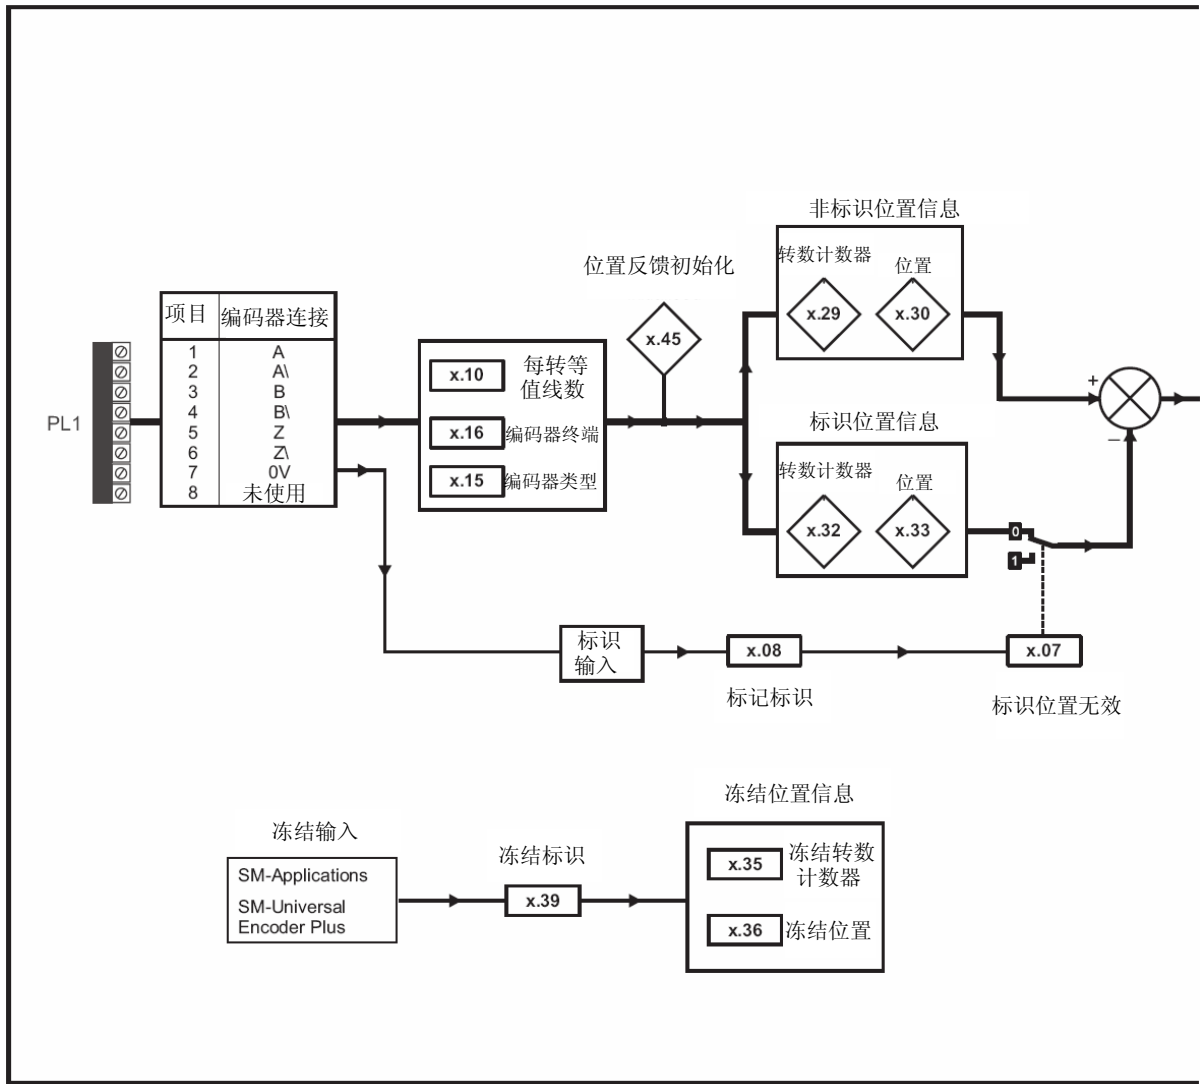 非标识位置信息
转数计数器 位置
x.29 x.30
位置反馈初始化
x.45
项目 编码器连接
1 A
2 A\
3 B
4 B\
5 Z
6 Z\
7 0V
8 未使用
PL1
x.10 每转等
值线数
x.16 编码器终端
x.15 编码器类型
+
−
标识位置信息
转数计数器 位置
x.32 x.33
0
1
标识
输入
x.08
标记标识
x.07
标识位置无效
冻结输入
SM-Applications
SM-Universal
Encoder Plus
冻结标识
x.39
冻结位置信息
x.35 冻结转数
计数器
x.36 冻结位置